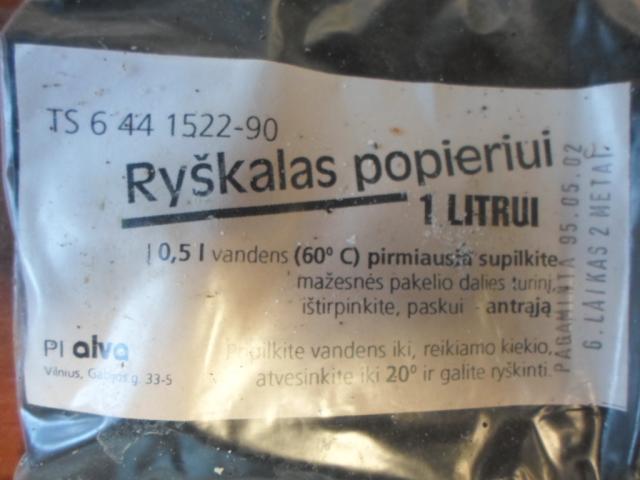 TS 6 44 1522-90
Ryškalas popieriui
1 LITRUI
Į 0,5 l vandens (60° C) pirmiausia supilkite
mažesnės pakelio dalies turinį,
ištirpinkite, paskui - antrąją
Pripilkite vandens iki, reikiamo kiekio,
atvėsinkite iki 20° ir galite ryškinti.
PI alva
Vilnius, Gabijos g. 33-5
PAGAMINTA 95.05.02
G.LAIKAS 2 METAI.